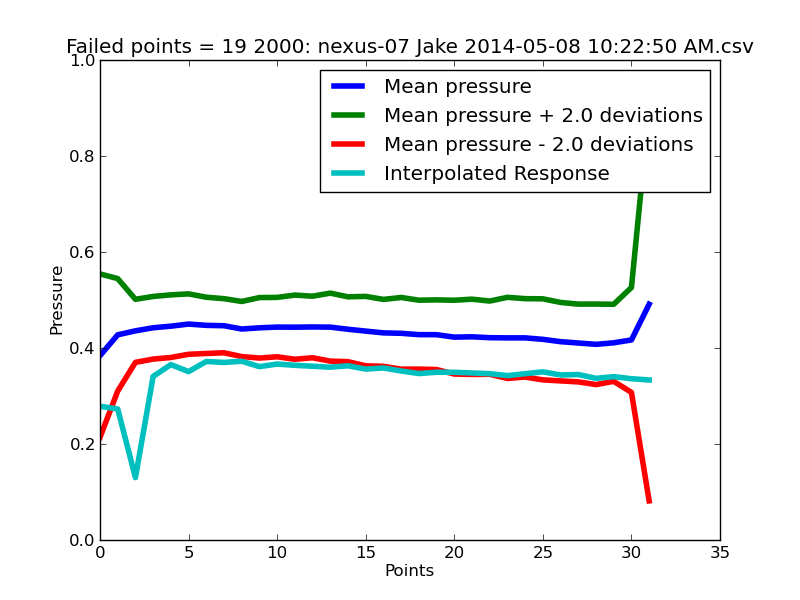 Failed points = 19 2000: nexus-07 Jake 2014-05-08 10:22:50 AM.csv
Mean pressure
Mean pressure + 2.0 deviations
Mean pressure - 2.0 deviations
Interpolated Response
1.0
0.8
0.6
0.4
0.2
0.0
Pressure
0 5 10 15 20 25 30 35
Points